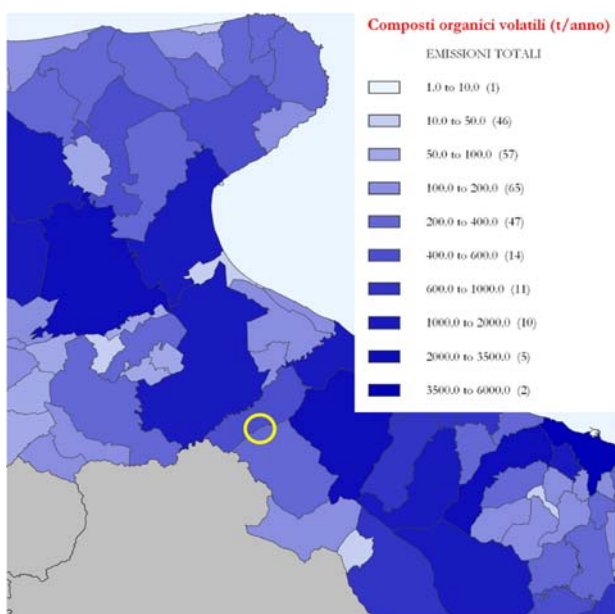 Composti organici volatili (t/anno)
EMISSIONI TOTALI
1.0 to 10.0 (1)
10.0 to 50.0 (46)
50.0 to 100.0 (57)
100.0 to 200.0 (65)
200.0 to 400.0 (47)
400.0 to 600.0 (14)
600.0 to 1000.0 (11)
1000.0 to 2000.0 (10)
2000.0 to 3500.0 (5)
3500.0 to 6000.0 (2)